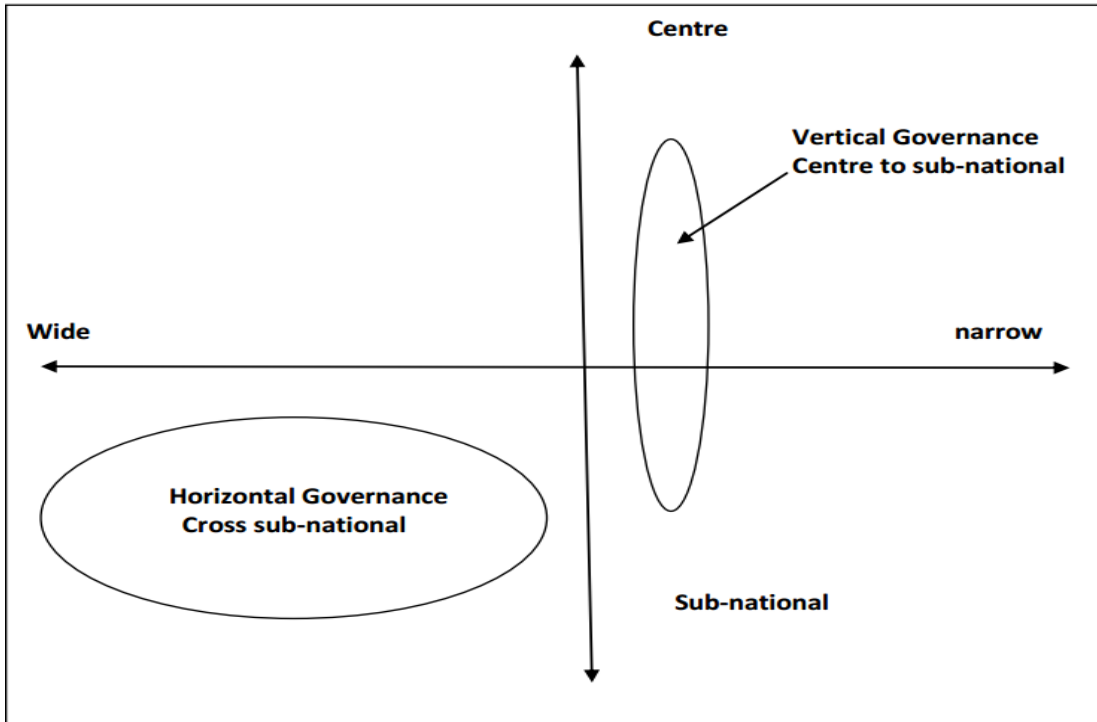 Centre
Vertical Governance
Centre to sub-national
Wide
narrow
Horizontal Governance
Cross sub-national
Sub-national